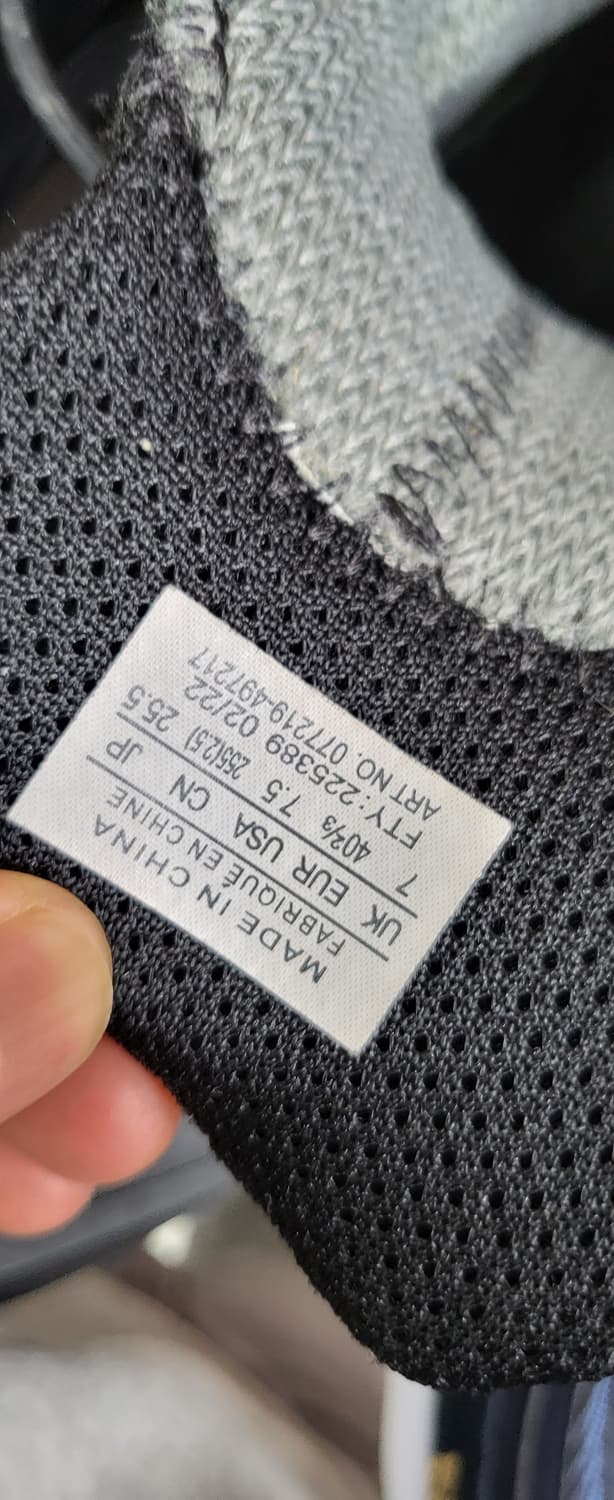 MADE IN CHINA
FABRIQUÉ EN CHINE
UK EUR USA CN JP
7 40⅔ 7.5 255(2.5) 25.5
FTY: 225389 02/22
ART NO. 077219-497217